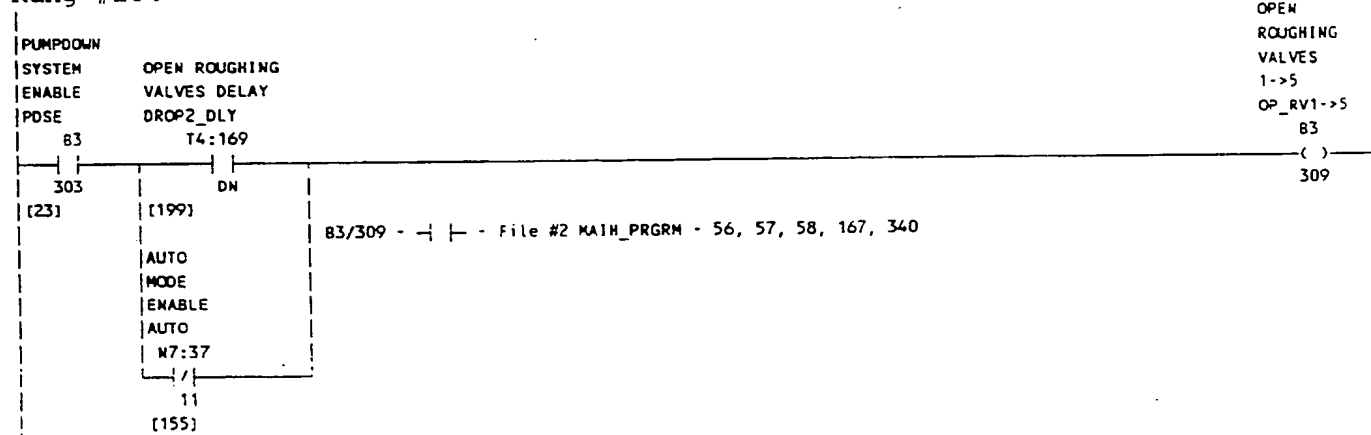 OPEN
ROUGHING
VALVES
1->5
OP_RV1->5
B3
( )
309
PUMPDOWN
SYSTEM OPEN ROUGHING
ENABLE VALVES DELAY
PDSE DROP2_DLY
B3 T4:169
303 DN
[23] [199]
B3/309 - ┤ ├ - File #2 MAIN_PRGRM - 56, 57, 58, 167, 340
AUTO
MODE
ENABLE
AUTO
N7:37
/
11
[155]